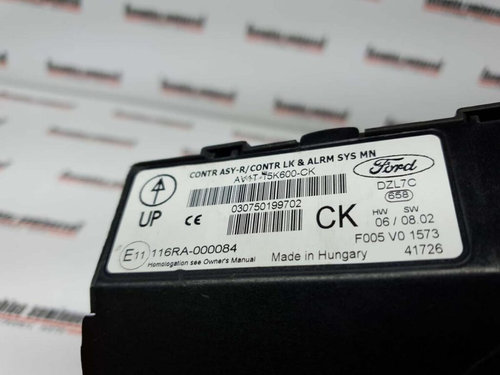 CONTR ASY-R/CONTR LK & ALRM SYS MN
AV1T-15K600-CK
Ford
UP
030750199702
CK
DZL7C
658
HW SW
06 / 08.02
F005 V0 1573
41726
E11 116RA-000084
Homologation see Owner's Manual
Made in Hungary